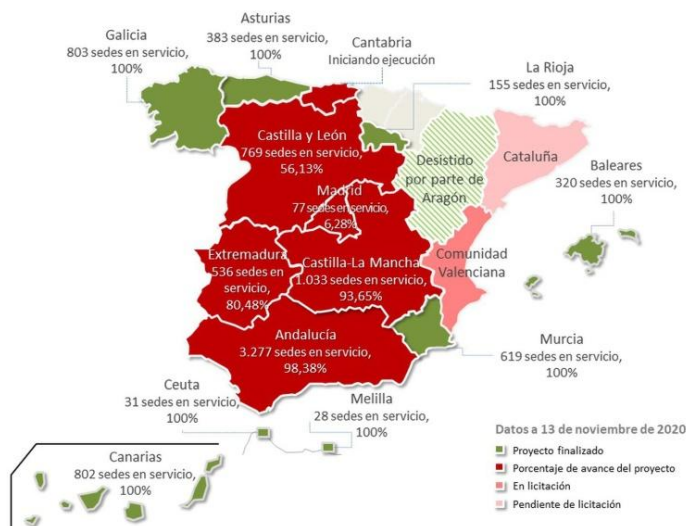 Asturias
383 sedes en servicio,
100%
Galicia
803 sedes en servicio,
100%
Cantabria
Iniciando ejecución
La Rioja
155 sedes en servicio,
100%
Castilla y León
769 sedes en servicio,
56,13%
Desistido
por parte de
Aragón
Cataluña
Baleares
320 sedes en servicio,
100%
Madrid
77 sedes en servicio,
6,28%
Extremadura
536 sedes en
servicio,
80,48%
Castilla-La Mancha
1.033 sedes en servicio,
93,65%
Comunidad
Valenciana
Andalucía
3.277 sedes en servicio,
98,38%
Murcia
619 sedes en servicio,
100%
Ceuta
31 sedes en servicio,
100%
Melilla
28 sedes en servicio,
100%
Canarias
802 sedes en servicio,
100%
Datos a 13 de noviembre de 2020
Proyecto finalizado
Porcentaje de avance del proyecto
En licitación
Pendiente de licitación